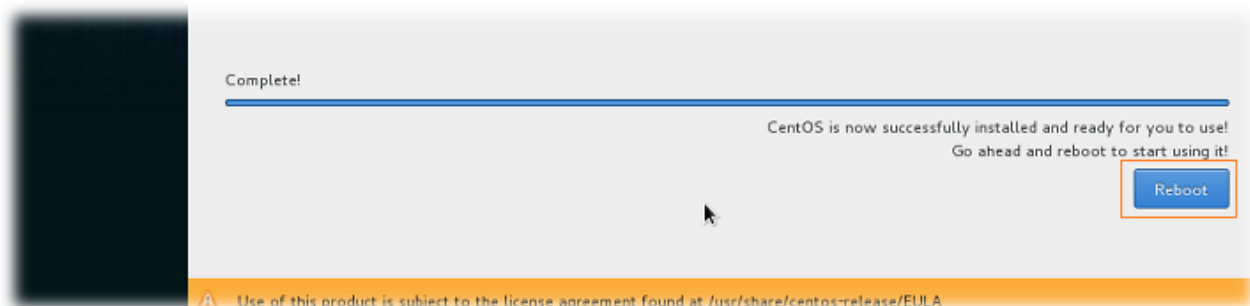 Complete!
CentOS is now successfully installed and ready for you to use!
Go ahead and reboot to start using it!
Reboot
Use of this product is subject to the license agreement found at /usr/share/centos-release/EULA